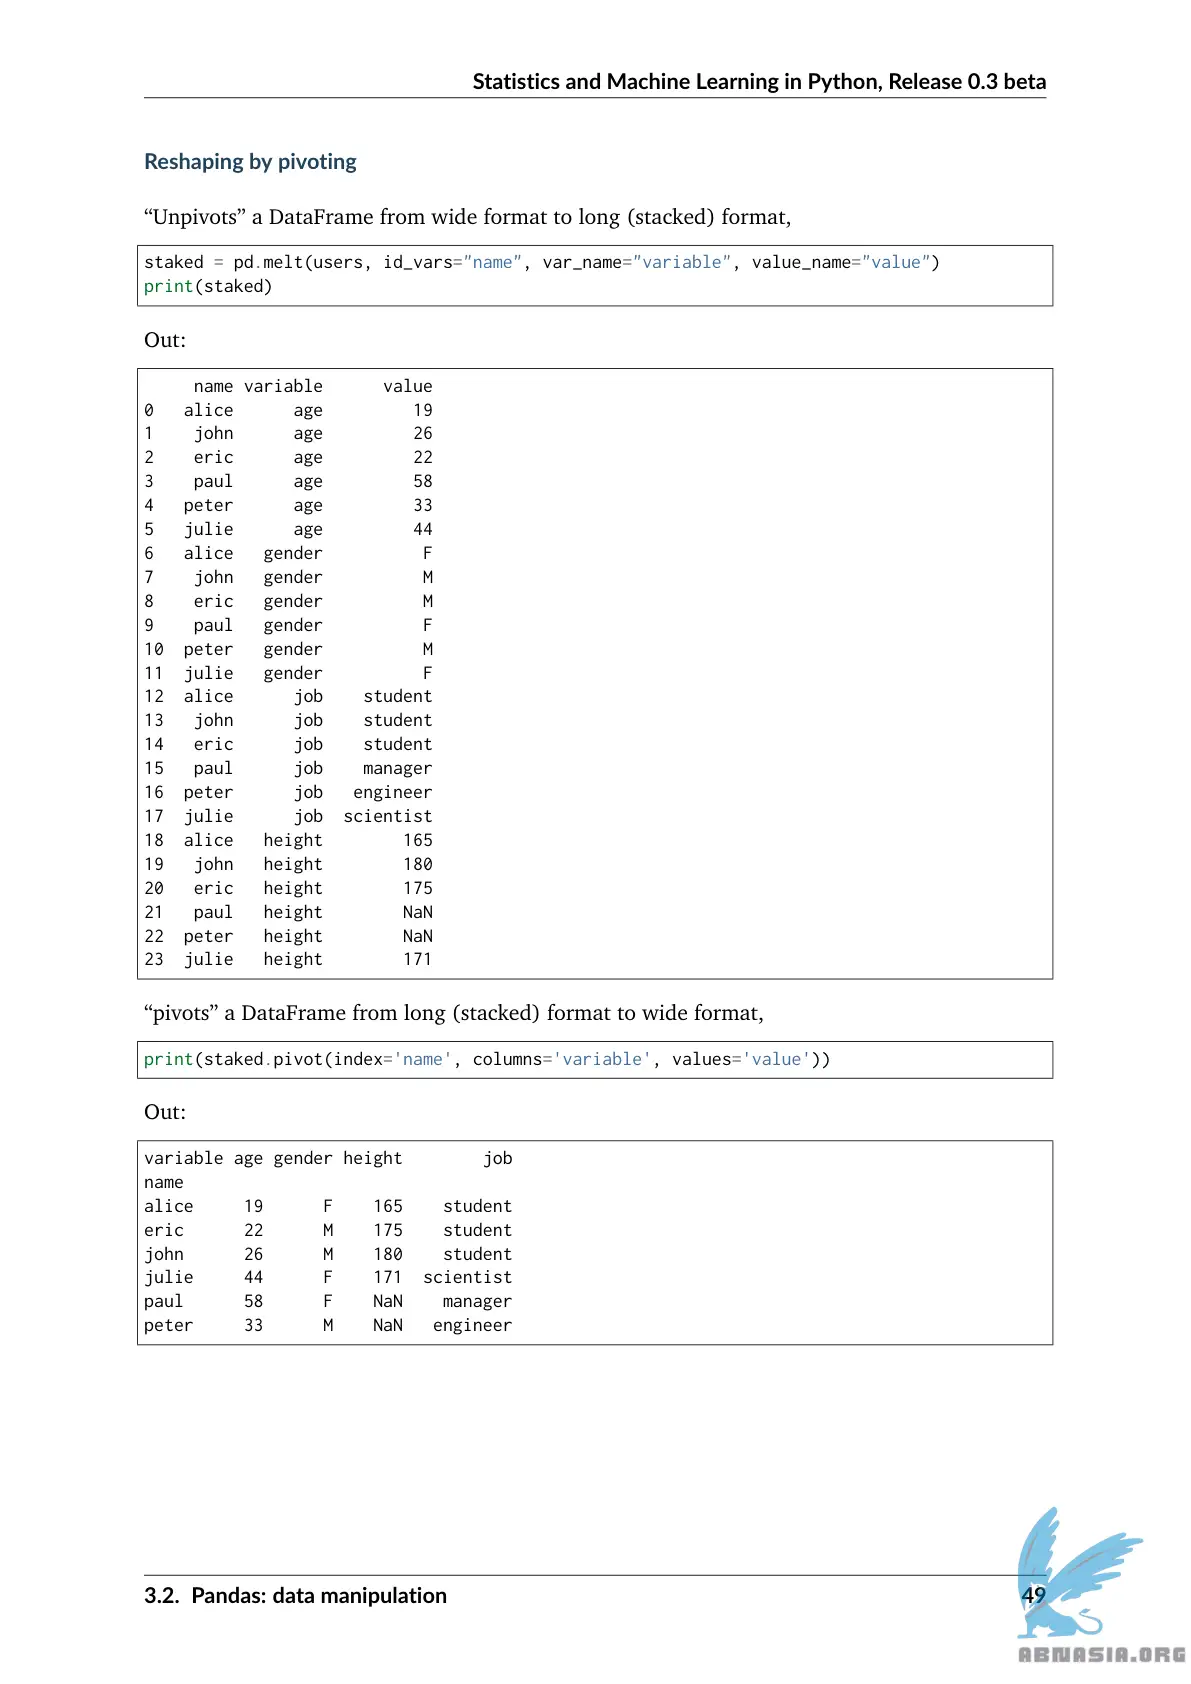 Statistics and Machine Learning in Python, Release 0.3 beta
Reshaping by pivoting
“Unpivots” a DataFrame from wide format to long (stacked) format,
staked = pd.melt(users, id_vars="name", var_name="variable", value_name="value")
print(staked)
Out:
name variable value
0 alice age 19
1 john age 26
2 eric age 22
3 paul age 58
4 peter age 33
5 julie age 44
6 alice gender F
7 john gender M
8 eric gender M
9 paul gender F
10 peter gender M
11 julie gender F
12 alice job student
13 john job student
14 eric job student
15 paul job manager
16 peter job engineer
17 julie job scientist
18 alice height 165
19 john height 180
20 eric height 175
21 paul height NaN
22 peter height NaN
23 julie height 171
“pivots” a DataFrame from long (stacked) format to wide format,
print(staked.pivot(index='name', columns='variable', values='value'))
Out:
variable age gender height job
name
alice 19 F 165 student
eric 22 M 175 student
john 26 M 180 student
julie 44 F 171 scientist
paul 58 F NaN manager
peter 33 M NaN engineer
3.2. Pandas: data manipulation 49
ABNASIA.ORG